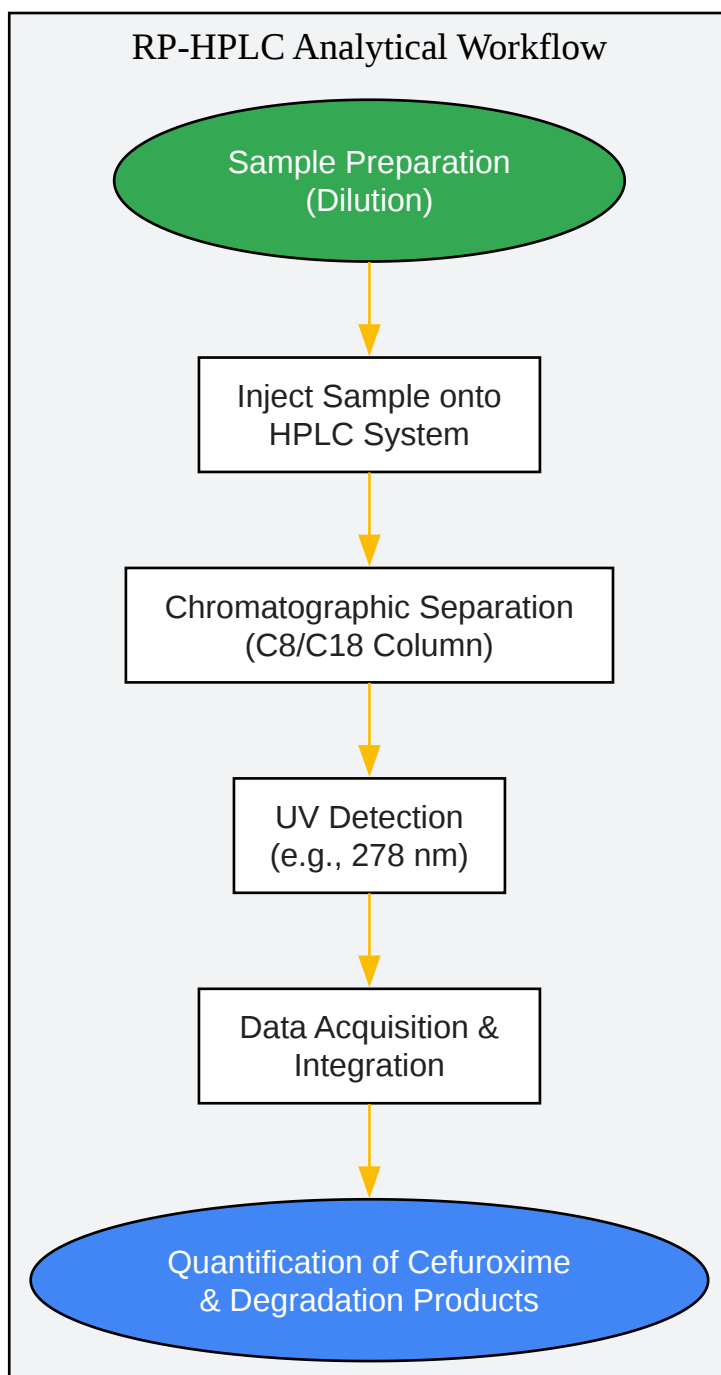 RP-HPLC Analytical Workflow
Sample Preparation
(Dilution)
Inject Sample onto
HPLC System
Chromatographic Separation
(C8/C18 Column)
UV Detection
(e.g., 278 nm)
Data Acquisition &
Integration
Quantification of Cefuroxime
& Degradation Products